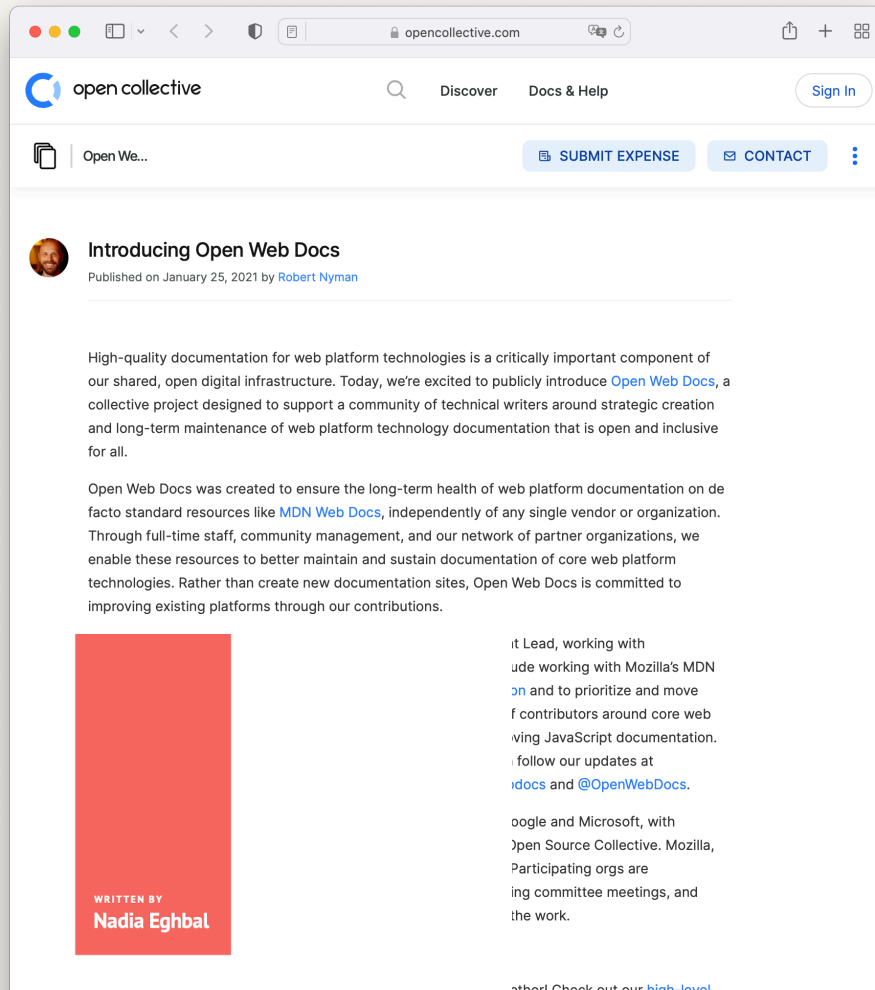 opencollective.com
open collective
Discover
Docs & Help
Sign In
Open We...
SUBMIT EXPENSE
CONTACT
Introducing Open Web Docs
Published on January 25, 2021 by Robert Nyman
High-quality documentation for web platform technologies is a critically important component of
our shared, open digital infrastructure. Today, we’re excited to publicly introduce Open Web Docs, a
collective project designed to support a community of technical writers around strategic creation
and long-term maintenance of web platform technology documentation that is open and inclusive
for all.
Open Web Docs was created to ensure the long-term health of web platform documentation on de
facto standard resources like MDN Web Docs, independently of any single vendor or organization.
Through full-time staff, community management, and our network of partner organizations, we
enable these resources to better maintain and sustain documentation of core web platform
technologies. Rather than create new documentation sites, Open Web Docs is committed to
improving existing platforms through our contributions.
Lead, working with
working with Mozilla’s MDN
and to prioritize and move
contributors around core web
JavaScript documentation.
follow our updates at
and @OpenWebDocs.
and Microsoft, with
Open Source Collective. Mozilla,
Participating orgs are
committee meetings, and
the work.
Check out our high-level
WRITTEN BY
Nadia Eghbal